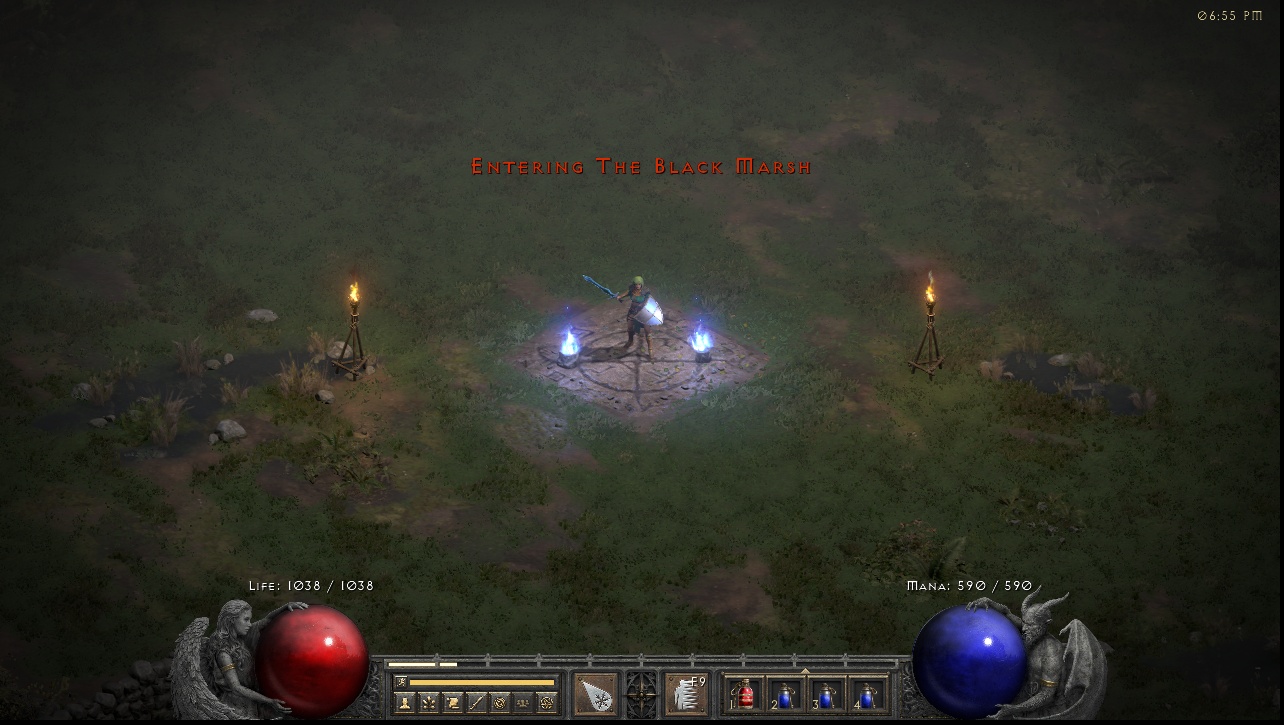 06:55 PM
Entering The Black Marsh
Life: 1038 / 1038
Mana: 590 / 590
F9
1
2
3
4